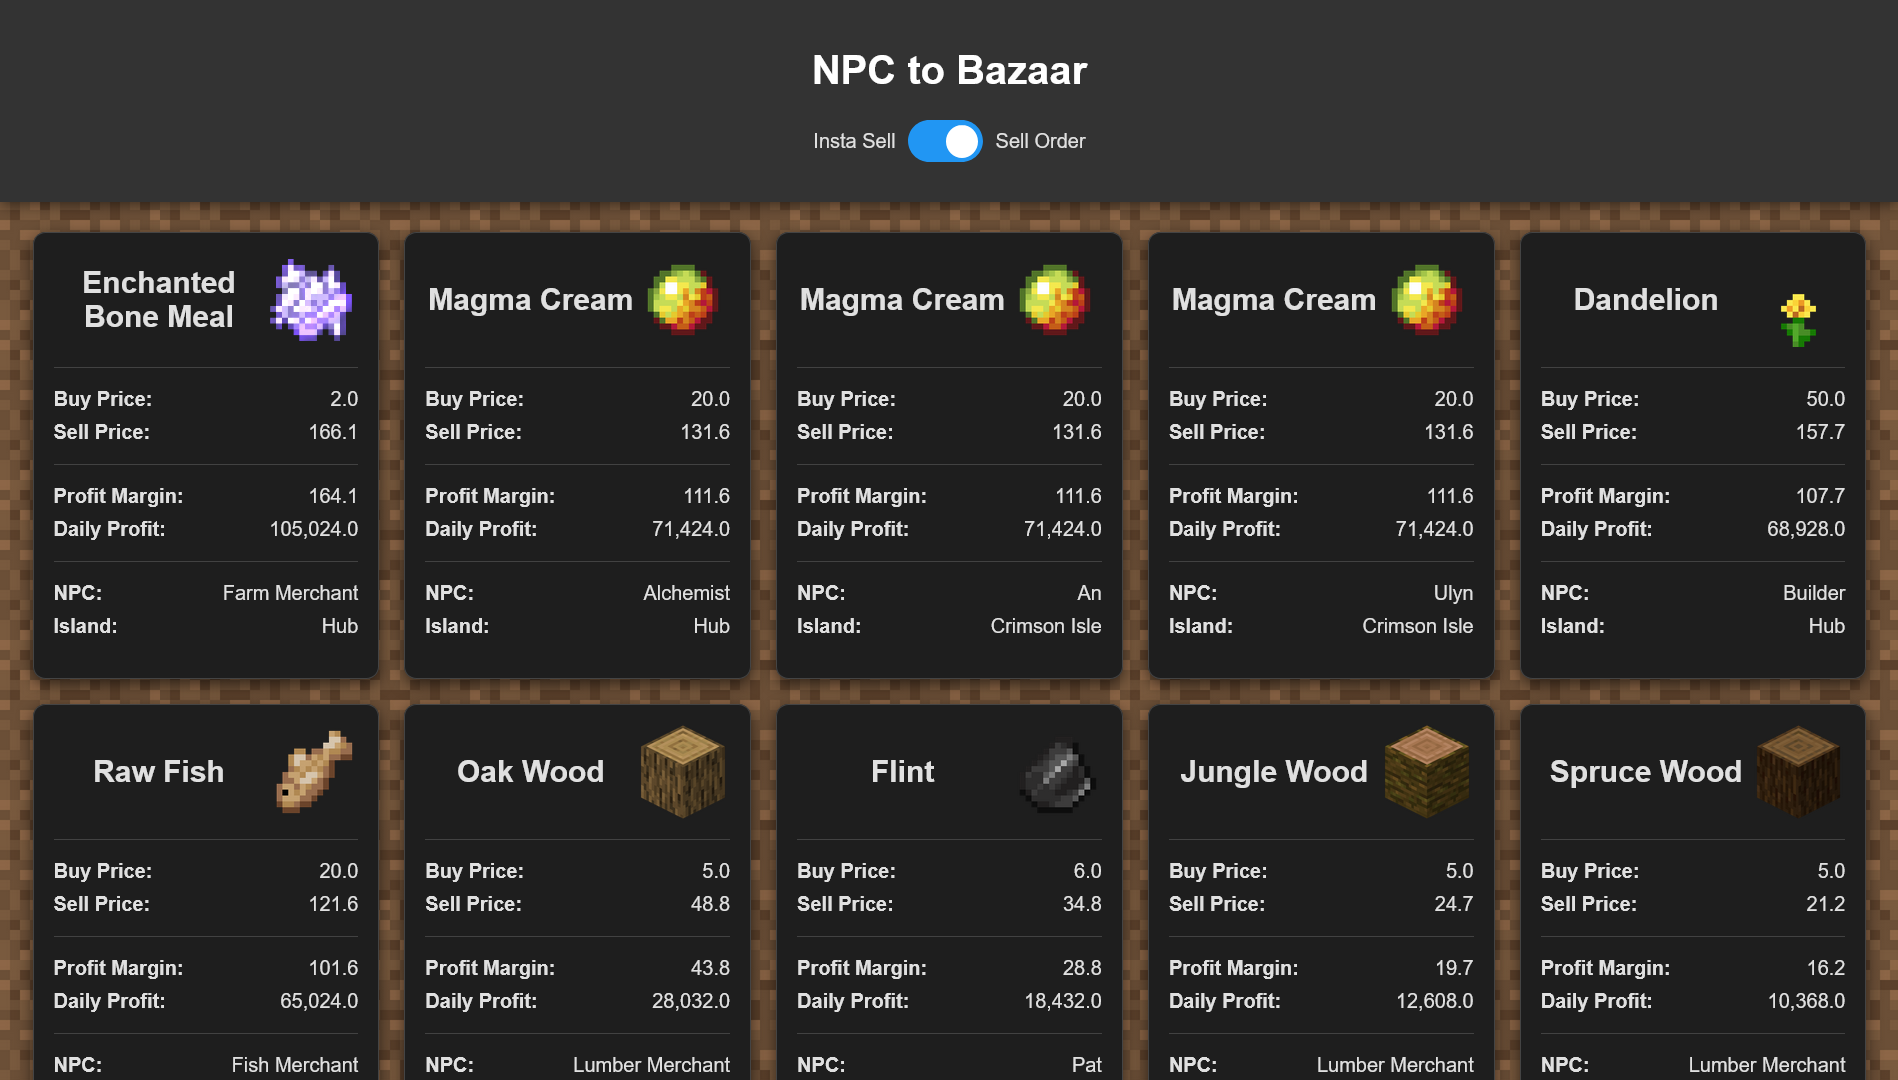 NPC to Bazaar
Insta Sell Sell Order
Enchanted
Bone Meal
Buy Price: 2.0
Sell Price: 166.1
Profit Margin: 164.1
Daily Profit: 105,024.0
NPC: Farm Merchant
Island: Hub
Magma Cream
Buy Price: 20.0
Sell Price: 131.6
Profit Margin: 111.6
Daily Profit: 71,424.0
NPC: Alchemist
Island: Hub
Magma Cream
Buy Price: 20.0
Sell Price: 131.6
Profit Margin: 111.6
Daily Profit: 71,424.0
NPC: An
Island: Crimson Isle
Magma Cream
Buy Price: 20.0
Sell Price: 131.6
Profit Margin: 111.6
Daily Profit: 71,424.0
NPC: Ulyn
Island: Crimson Isle
Dandelion
Buy Price: 50.0
Sell Price: 157.7
Profit Margin: 107.7
Daily Profit: 68,928.0
NPC: Builder
Island: Hub
Raw Fish
Buy Price: 20.0
Sell Price: 121.6
Profit Margin: 101.6
Daily Profit: 65,024.0
NPC: Fish Merchant
Oak Wood
Buy Price: 5.0
Sell Price: 48.8
Profit Margin: 43.8
Daily Profit: 28,032.0
NPC: Lumber Merchant
Flint
Buy Price: 6.0
Sell Price: 34.8
Profit Margin: 28.8
Daily Profit: 18,432.0
NPC: Pat
Jungle Wood
Buy Price: 5.0
Sell Price: 24.7
Profit Margin: 19.7
Daily Profit: 12,608.0
NPC: Lumber Merchant
Spruce Wood
Buy Price: 5.0
Sell Price: 21.2
Profit Margin: 16.2
Daily Profit: 10,368.0
NPC: Lumber Merchant